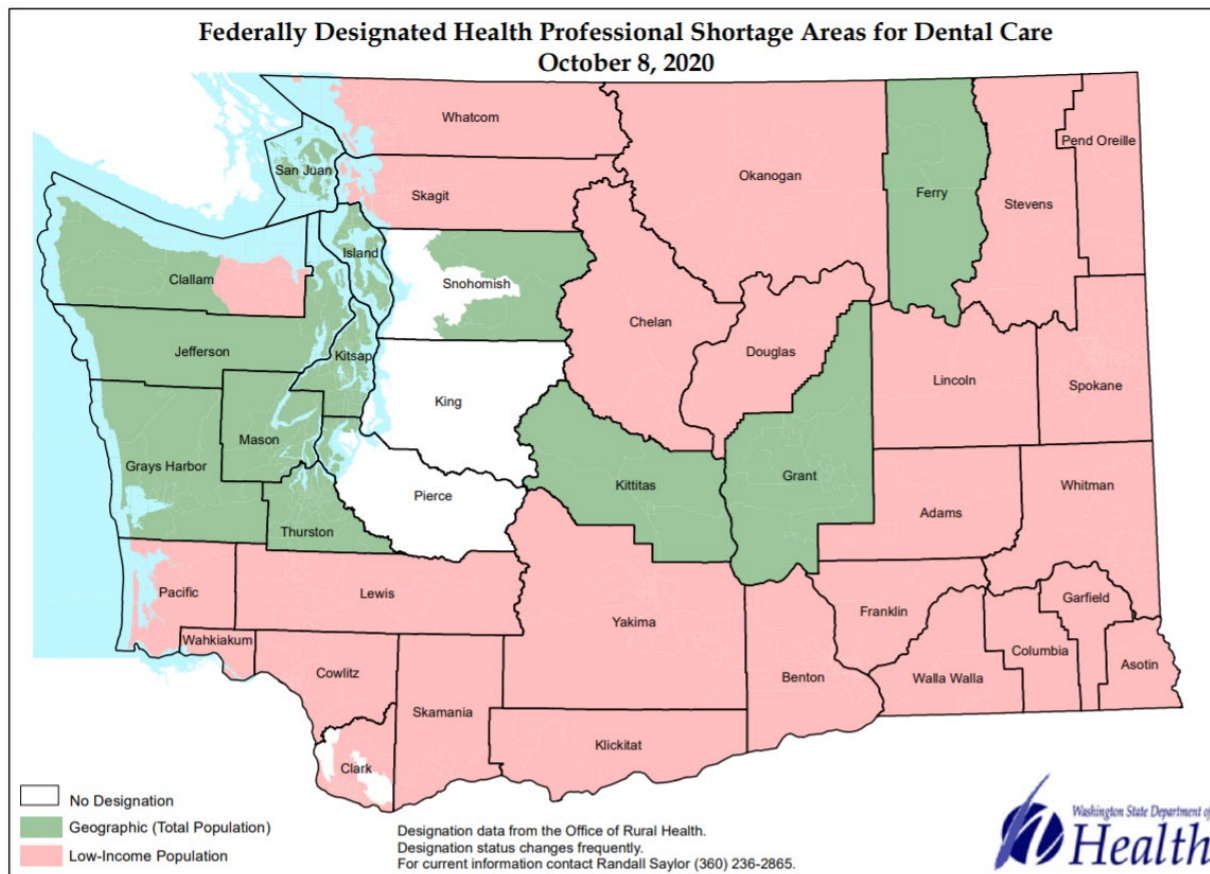 Federally Designated Health Professional Shortage Areas for Dental Care
October 8, 2020
Whatcom
San Juan
Skagit
Okanogan
Ferry
Stevens
Pend Oreille
Island
Clallam
Snohomish
Chelan
Douglas
Jefferson
Kitsap
King
Lincoln
Spokane
Mason
Grays Harbor
Kittitas
Grant
Pierce
Whitman
Adams
Thurston
Pacific
Lewis
Yakima
Franklin
Garfield
Wahkiakum
Cowlitz
Benton
Walla Walla
Columbia
Asotin
Skamania
Klickitat
Clark
No Designation
Geographic (Total Population)
Low-Income Population
Designation data from the Office of Rural Health.
Designation status changes frequently.
For current information contact Randall Saylor (360) 236-2865.
Washington State Department of
Health